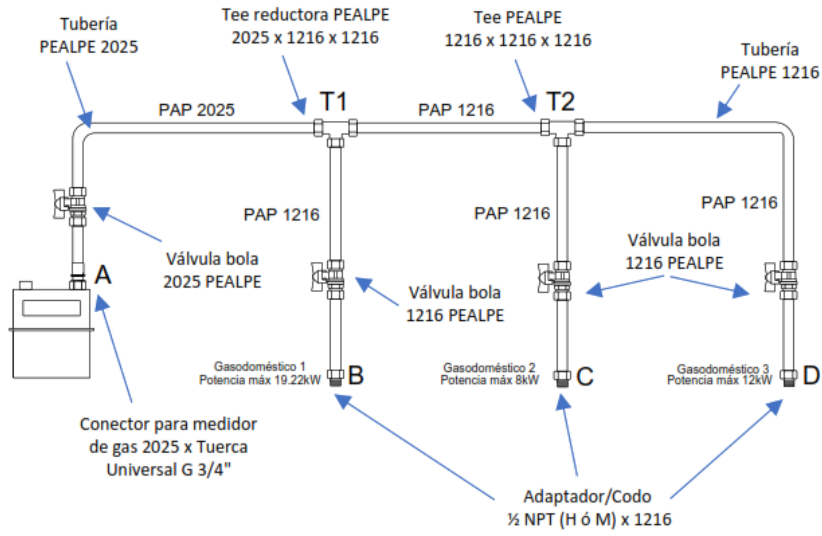 Tubería
PEALPE 2025
Tee reductora PEALPE
2025 x 1216 x 1216
Tee PEALPE
1216 x 1216 x 1216
Tubería
PEALPE 1216
PAP 2025
T1
PAP 1216
T2
PAP 1216
PAP 1216
PAP 1216
A
Válvula bola
2025 PEALPE
Válvula bola
1216 PEALPE
Válvula bola
1216 PEALPE
Gasodoméstico 1
Potencia máx 19.22kW
B
Gasodoméstico 2
Potencia máx 8kW
C
Gasodoméstico 3
Potencia máx 12kW
D
Conector para medidor
de gas 2025 x Tuerca
Universal G 3/4"
Adaptador/Codo
½ NPT (H ó M) x 1216